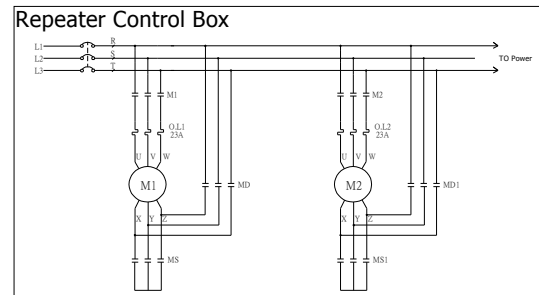 Repeater Control Box
L1 R
L2 S TO Power
L3 T
M1 M2
O.L1 O.L2
23A 23A
U V W U V W
M1 MD M2 MD1
X Y Z X Y Z
MS MS1